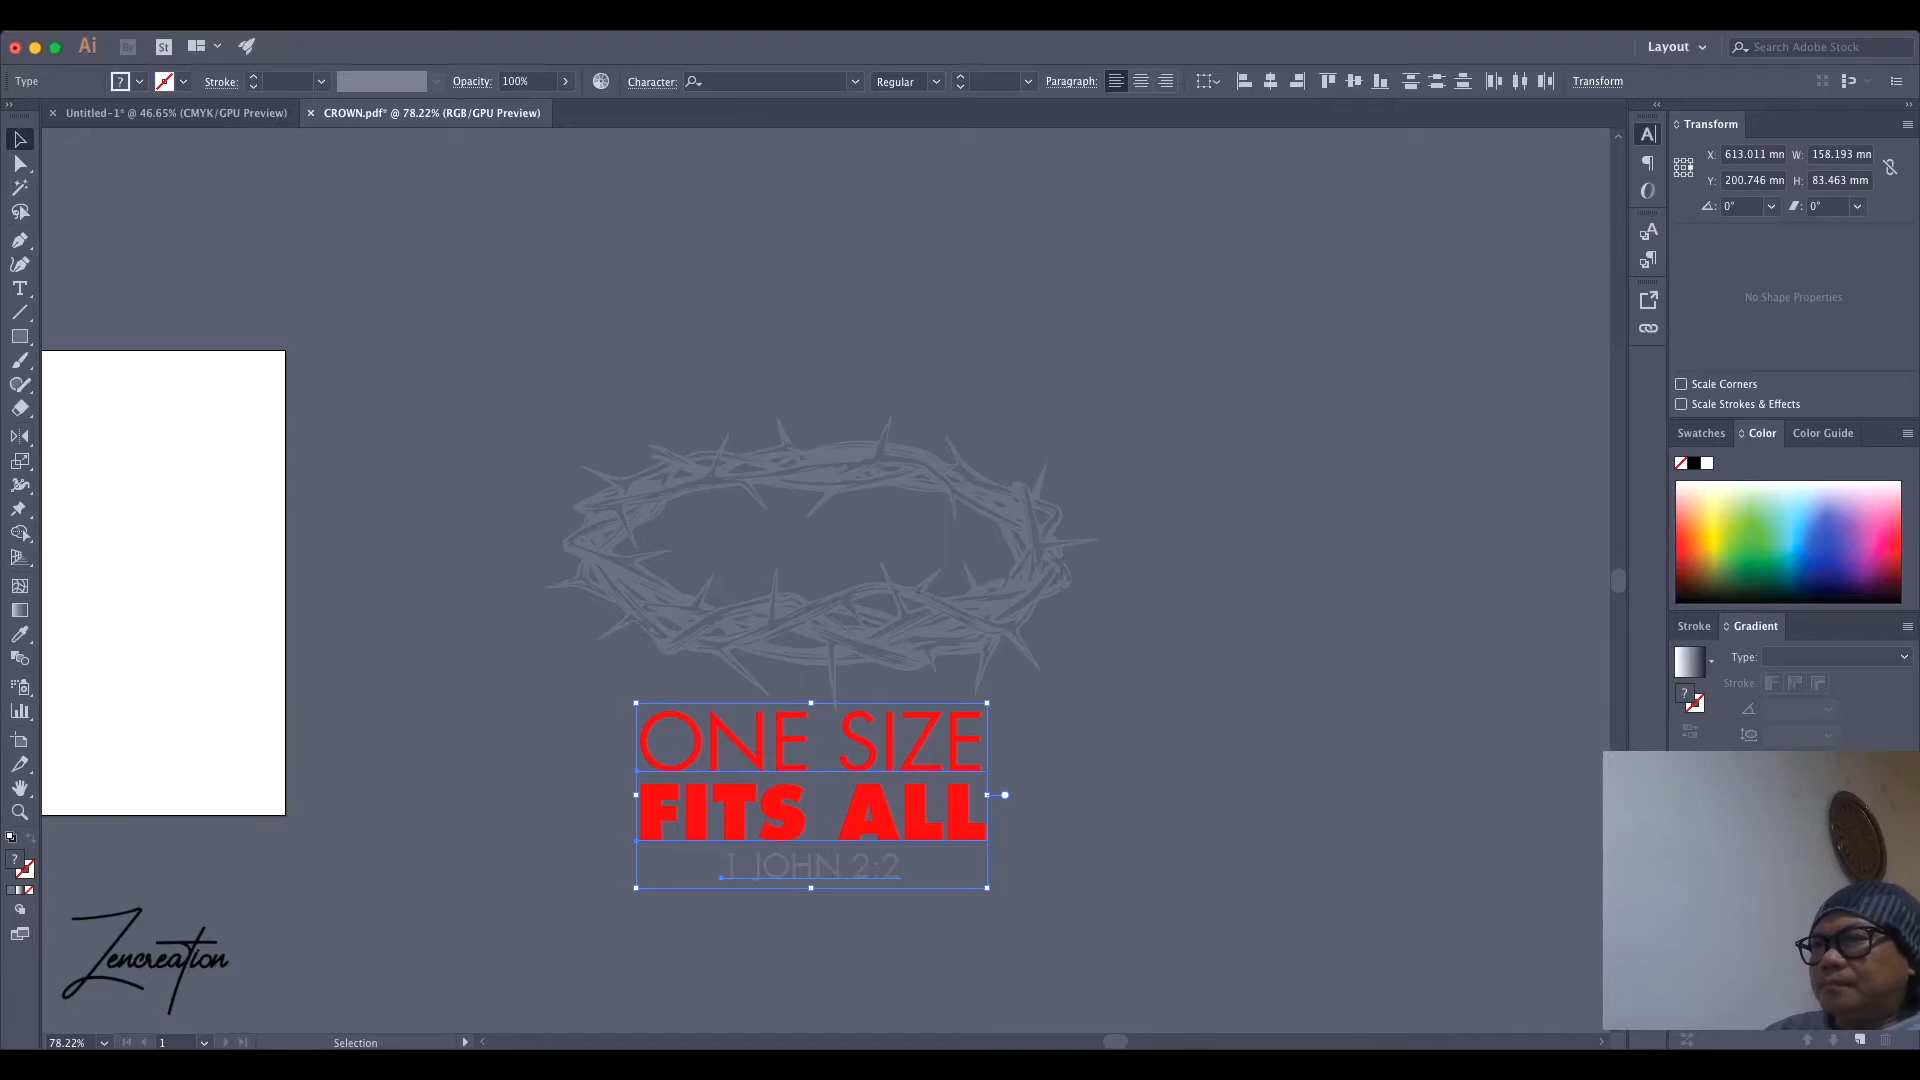 Ai Br St Layout Search Adobe Stock
Type ? Stroke: Opacity: 100% Character: Regular Paragraph: Transform
Untitled-1* @ 46.65% (CMYK/GPU Preview) CROWN.pdf* @ 78.22% (RGB/GPU Preview)
Transform
X: 613.011 mm W: 158.193 mm
Y: 200.746 mm H: 83.463 mm
0° 0°
No Shape Properties
Scale Corners
Scale Strokes & Effects
Swatches Color Color Guide
Stroke Gradient
Type:
Stroke:
ONE SIZE
FITS ALL
1 JOHN 2:2
Zencreation
78.22% 1 Selection